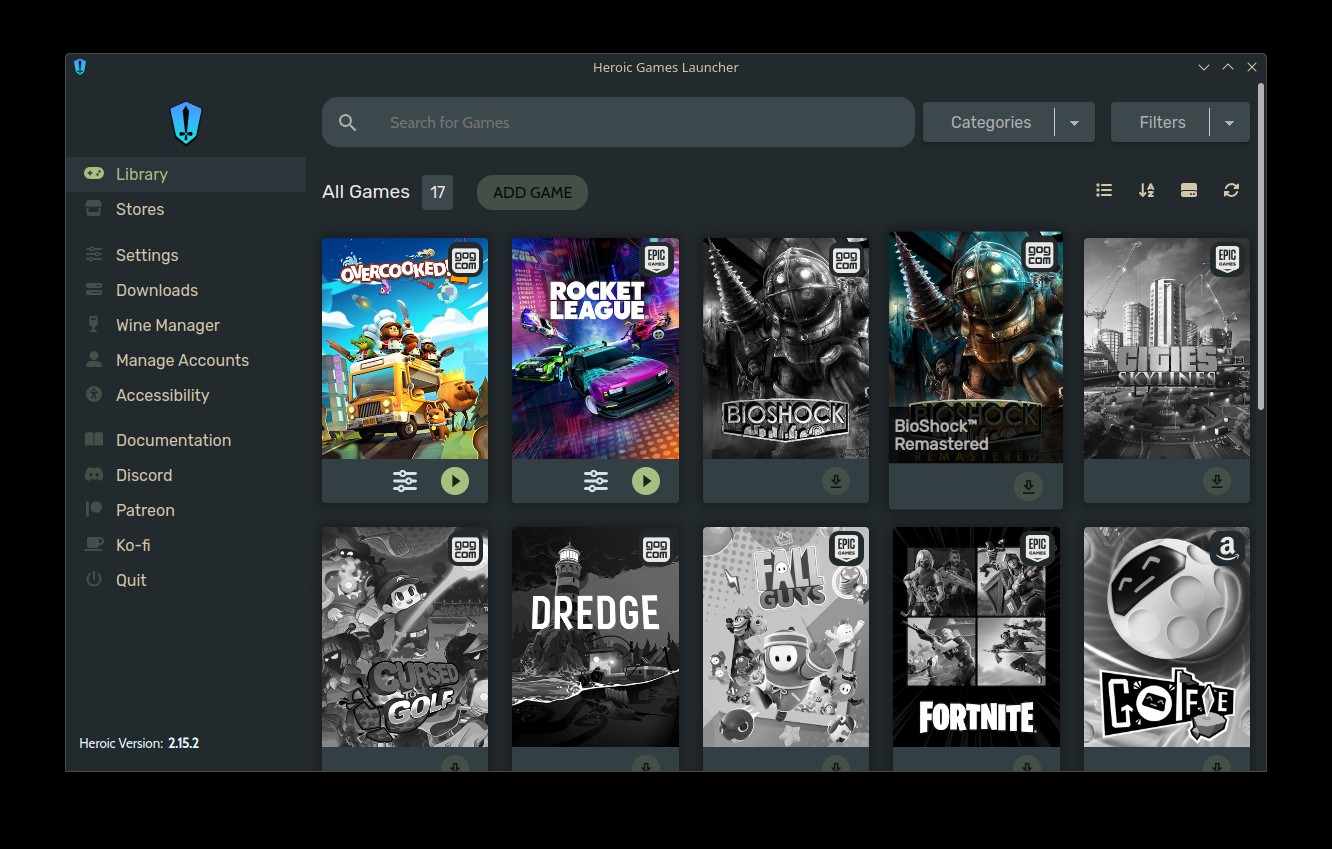 Heroic Games Launcher
Search for Games
Categories
Filters
Library
Stores
Settings
Downloads
Wine Manager
Manage Accounts
Accessibility
Documentation
Discord
Patreon
Ko-fi
Quit
Heroic Version: 2.15.2
All Games 17 ADD GAME
OVERCOOKED!
gog
com
ROCKET
LEAGUE
EPIC
GAMES
BIOSHOCK
gog
com
BIOSHOCK
REMASTERED
BioShock™
Remastered
gog
com
CITIES
SKYLINES
EPIC
GAMES
CURSED
TO
GOLF
gog
com
DREDGE
gog
com
FALL
GUYS
EPIC
GAMES
FORTNITE
EPIC
GAMES
GOLFIE
a